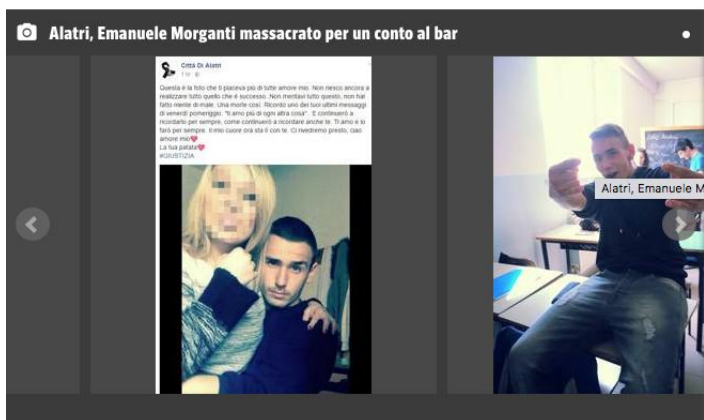 Alatri, Emanuele Morganti massacrato per un conto al bar
Città Di Alatri
1 hr ·
Questa è la foto che ti piaceva più di tutte amore mio. Non riesco ancora a
realizzare tutto quello che è successo. Non meritavi tutto questo, non hai
fatto niente di male. Una morte così. Ricordo uno dei tuoi ultimi messaggi
di venerdì pomeriggio. "ti amo più di ogni altra cosa". E continuerò a
ricordarlo per sempre, come continuerò a ricordare anche te. Ti amo e lo
farò per sempre. Il mio cuore ora sta lì con te. Ci rivedremo presto, ciao
amore mio
La tua patata
#GIUSTIZIA
Alatri, Emanuele M